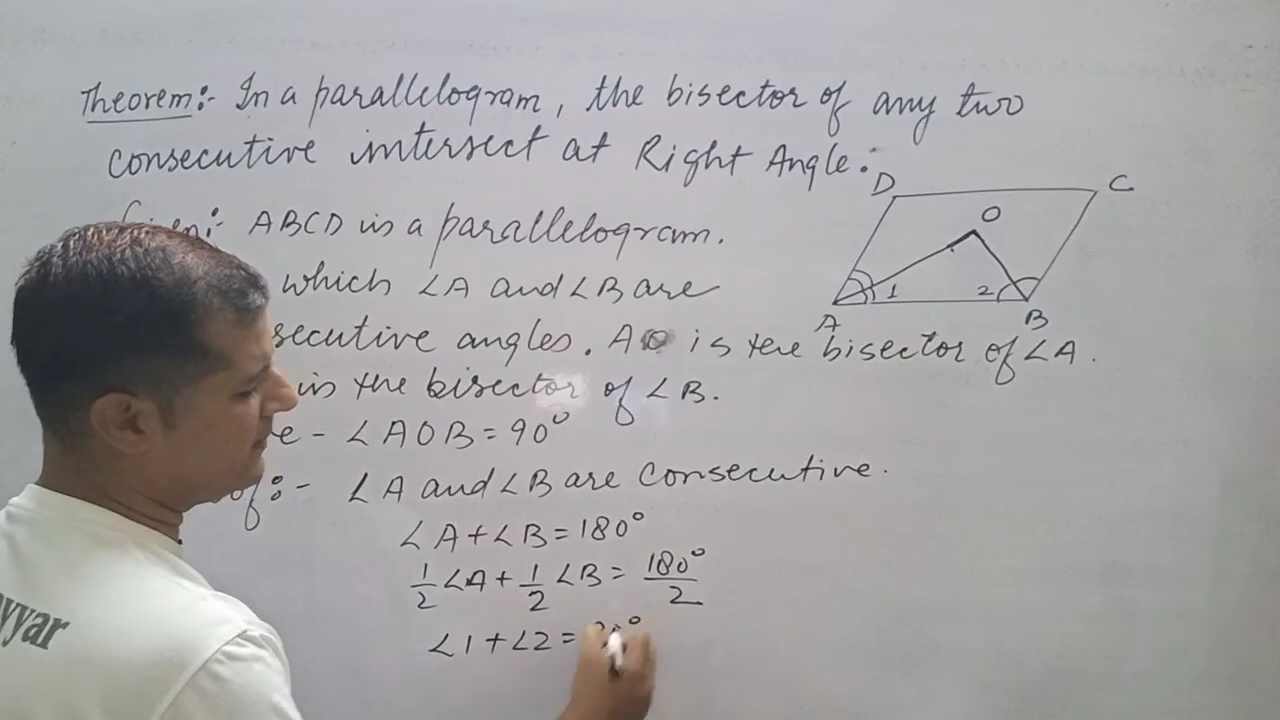 Theorem:- In a parallelogram, the bisector of any two
consecutive intersect at Right Angle:-
ABCD is a parallelogram.
which ∠A and ∠B are
secutive angles. AO is the bisector of ∠A.
is the bisector of ∠B.
e - ∠AOB = 90°
of:- ∠A and ∠B are consecutive.
∠A + ∠B = 180°
1/2 ∠A + 1/2 ∠B = 180°/2
∠1 + ∠2 =
D C
O
1 2
A B
yyar